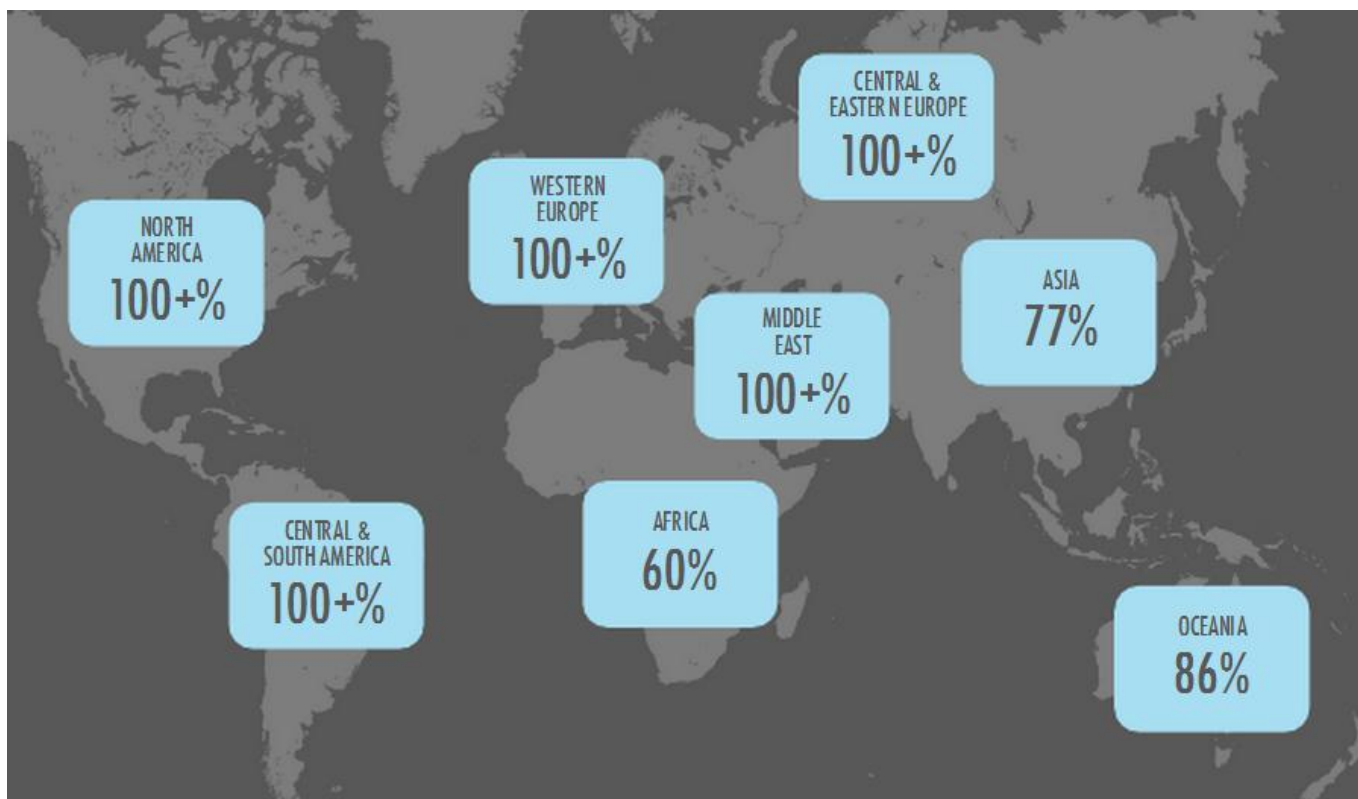 CENTRAL &
EASTERN EUROPE
100+%
WESTERN
EUROPE
100+%
NORTH
AMERICA
100+%
ASIA
77%
MIDDLE
EAST
100+%
CENTRAL &
SOUTH AMERICA
100+%
AFRICA
60%
OCEANIA
86%